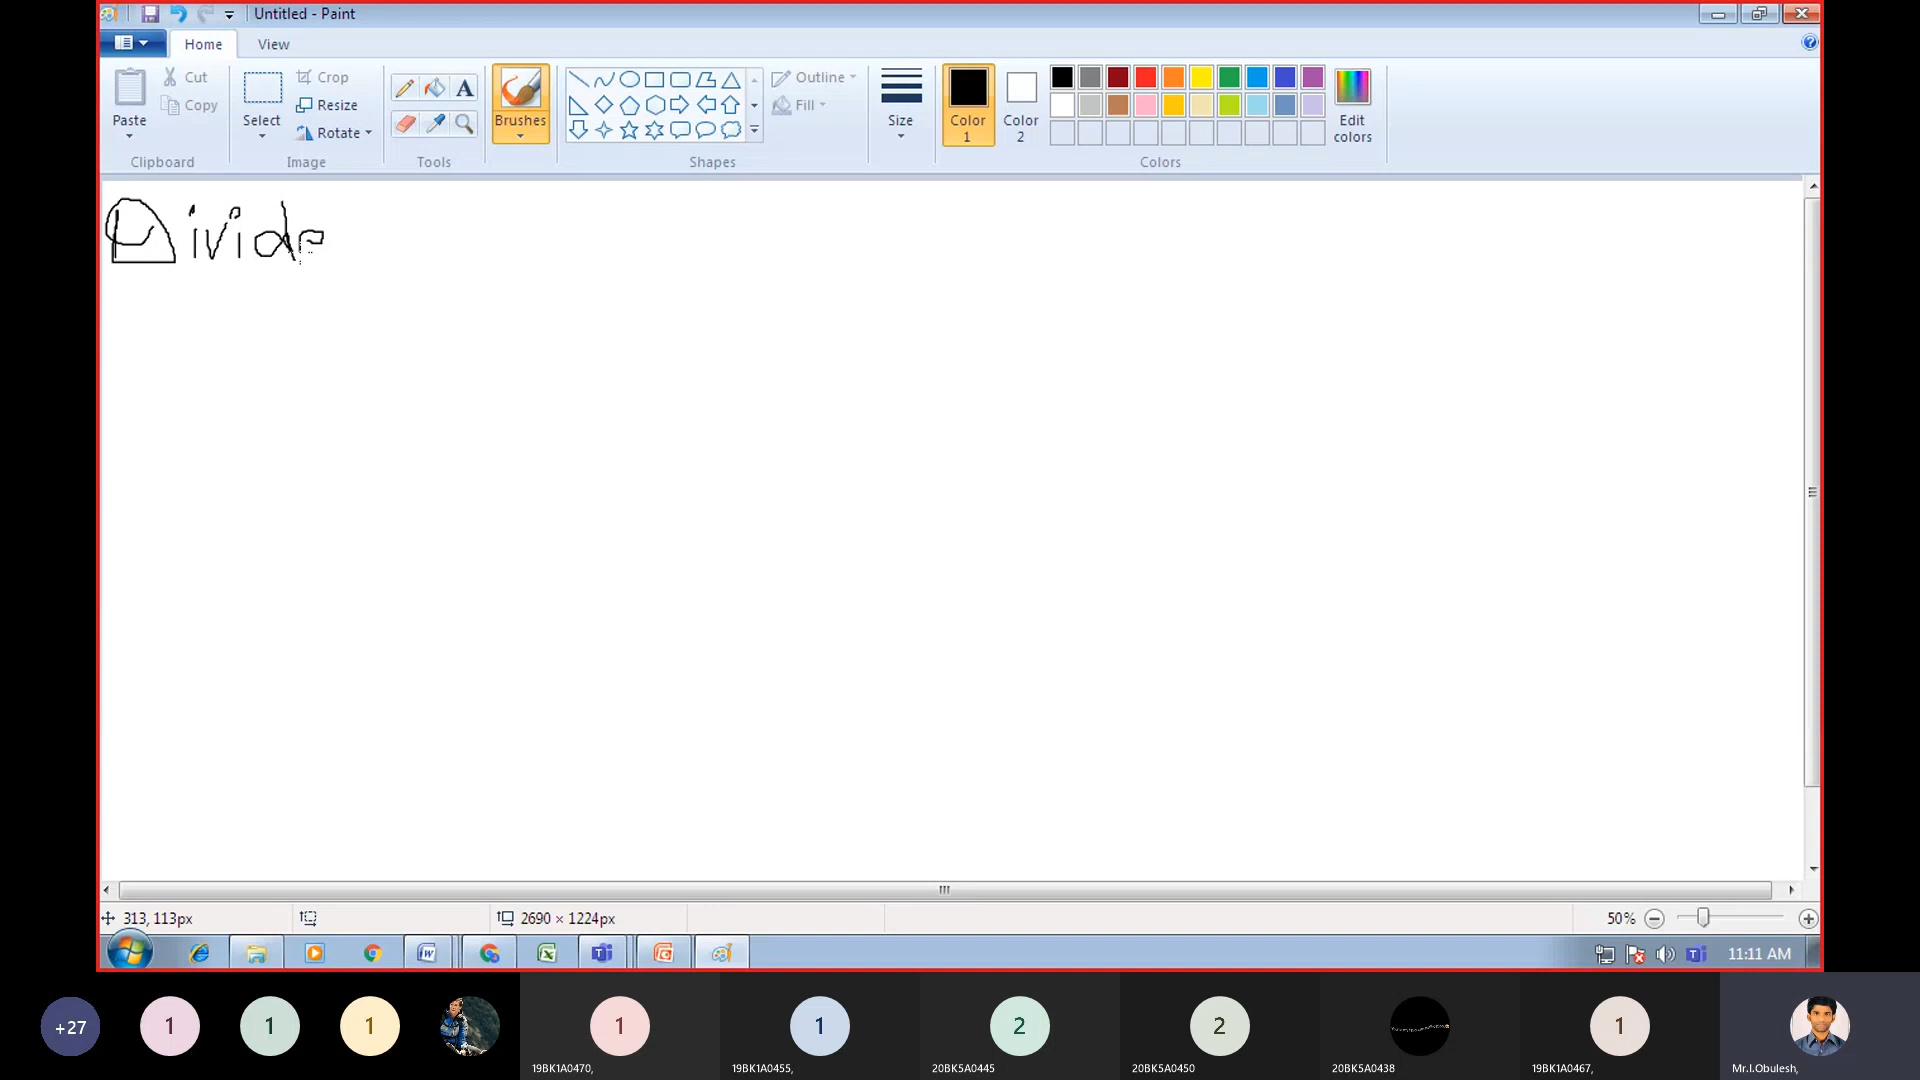 Untitled - Paint
Home View
Paste Cut Copy Clipboard
Select Crop Resize Rotate Image
A Tools
Brushes
Shapes Outline Fill
Size
Color 1 Color 2 Edit colors Colors
Divide
313, 113px 2690 × 1224px 50%
11:11 AM
+27 1 1 1 1 1 2 2 1
19BK1A0470, 19BK1A0455, 20BK5A0445 20BK5A0450 20BK5A0438 19BK1A0467, Mr.I.Obulesh,